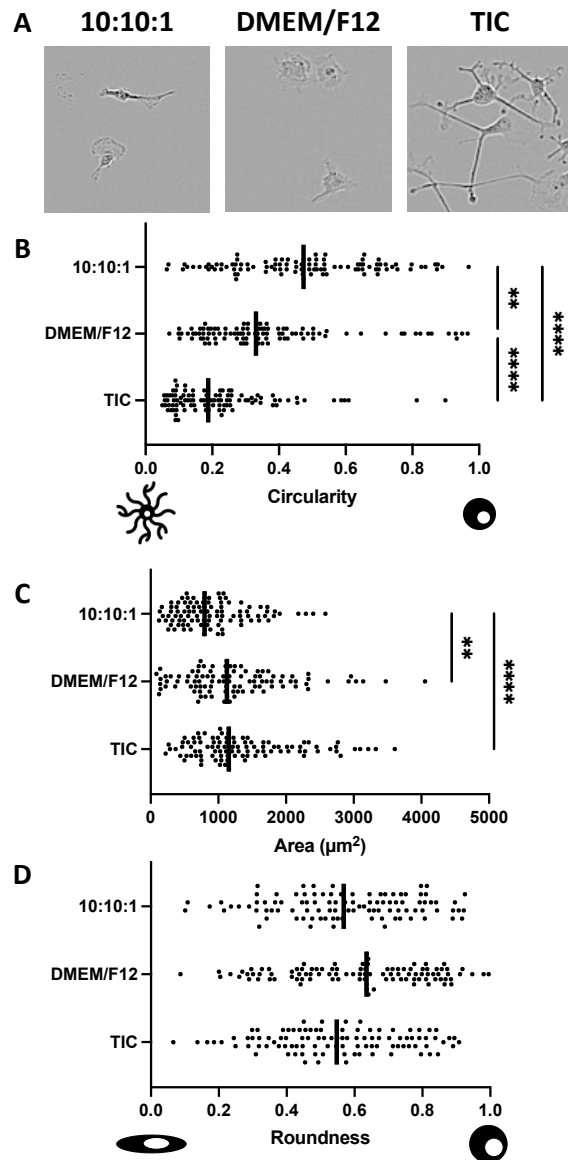 A 10:10:1 DMEM/F12 TIC
B
10:10:1
DMEM/F12
TIC
**
****
****
0.0 0.2 0.4 0.6 0.8 1.0
Circularity
C
10:10:1
DMEM/F12
TIC
**
****
0 1000 2000 3000 4000 5000
Area (µm²)
D
10:10:1
DMEM/F12
TIC
0.0 0.2 0.4 0.6 0.8 1.0
Roundness